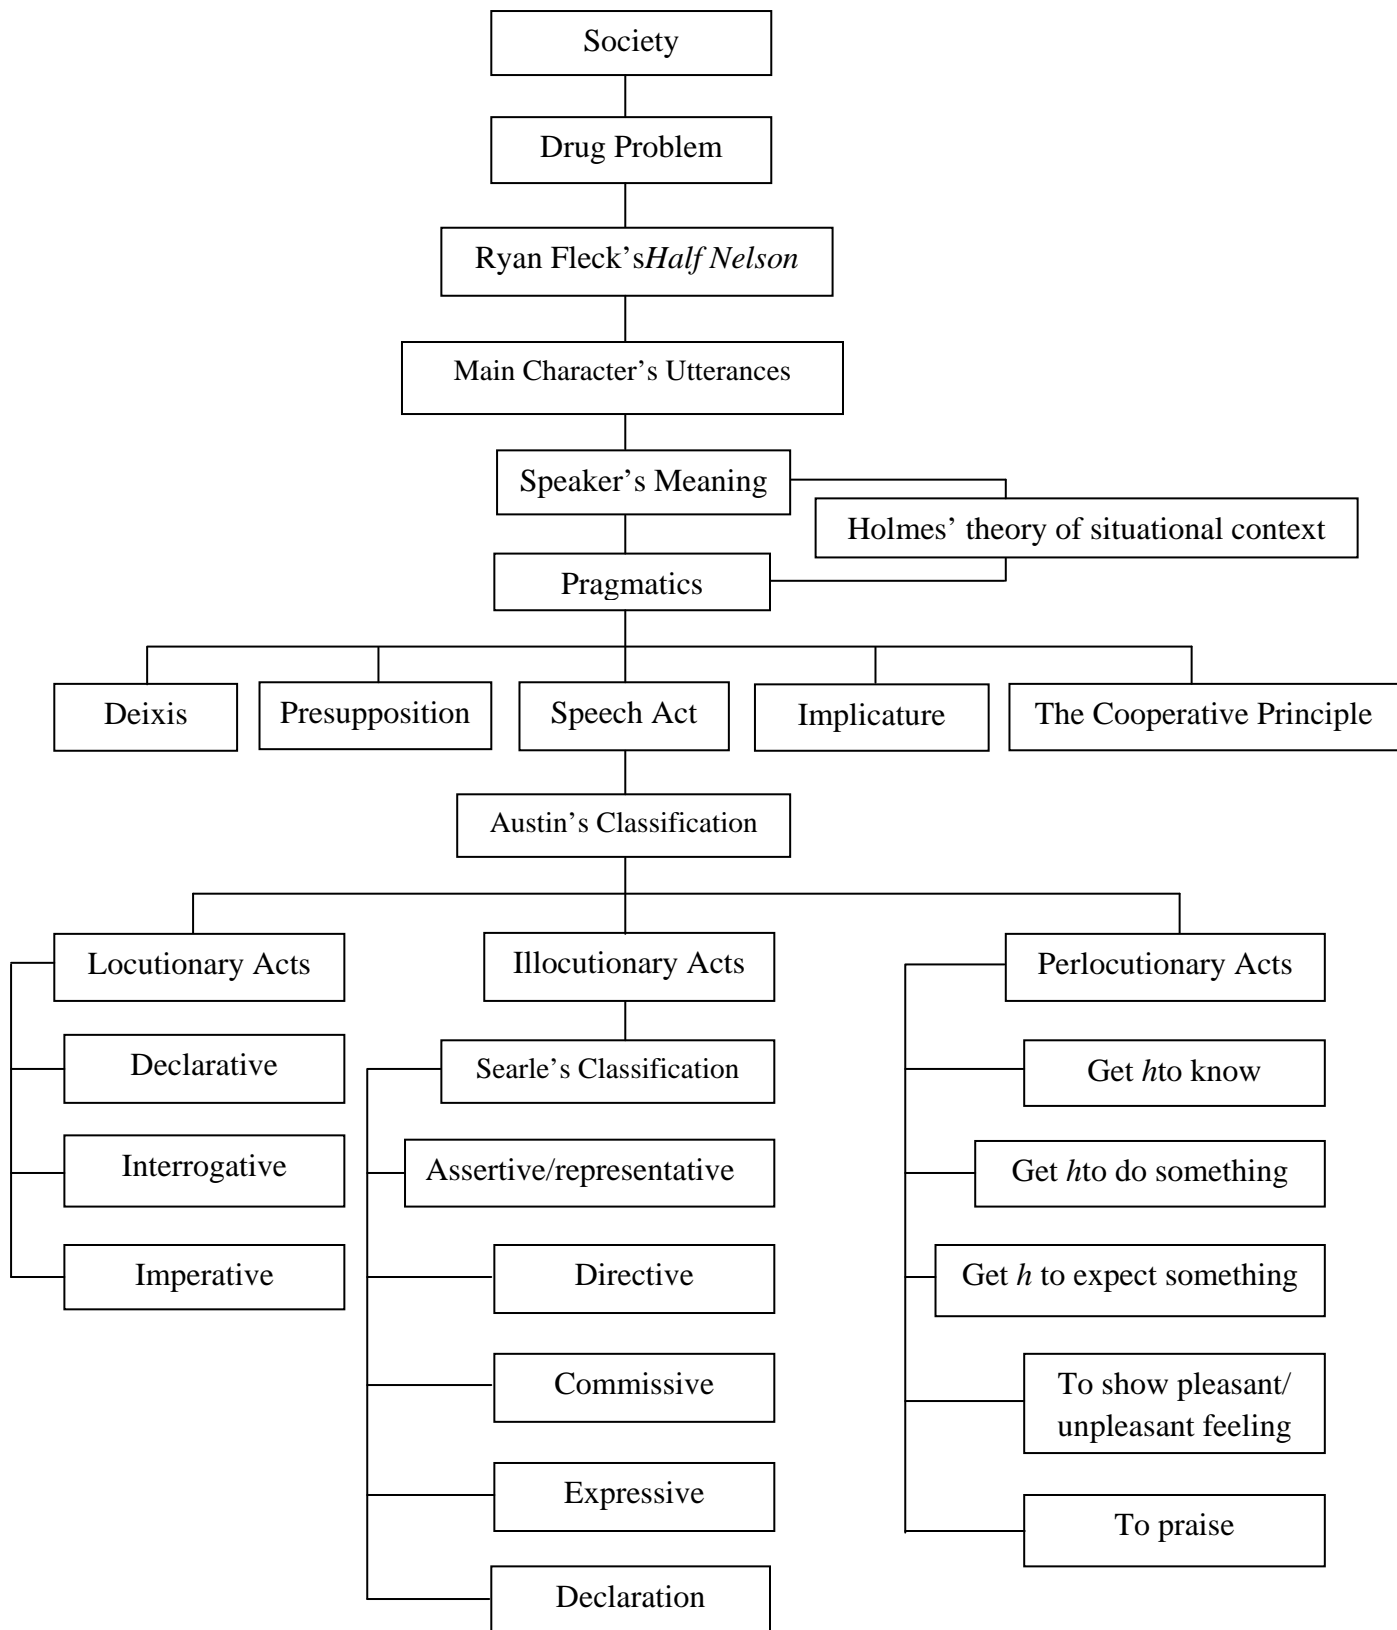 Society
Drug Problem
Ryan Fleck’sHalf Nelson
Main Character’s Utterances
Speaker’s Meaning
Holmes’ theory of situational context
Pragmatics
Deixis
Presupposition
Speech Act
Implicature
The Cooperative Principle
Austin’s Classification
Locutionary Acts
Declarative
Interrogative
Imperative
Illocutionary Acts
Searle’s Classification
Assertive/representative
Directive
Commissive
Expressive
Declaration
Perlocutionary Acts
Get hto know
Get hto do something
Get h to expect something
To show pleasant/
unpleasant feeling
To praise